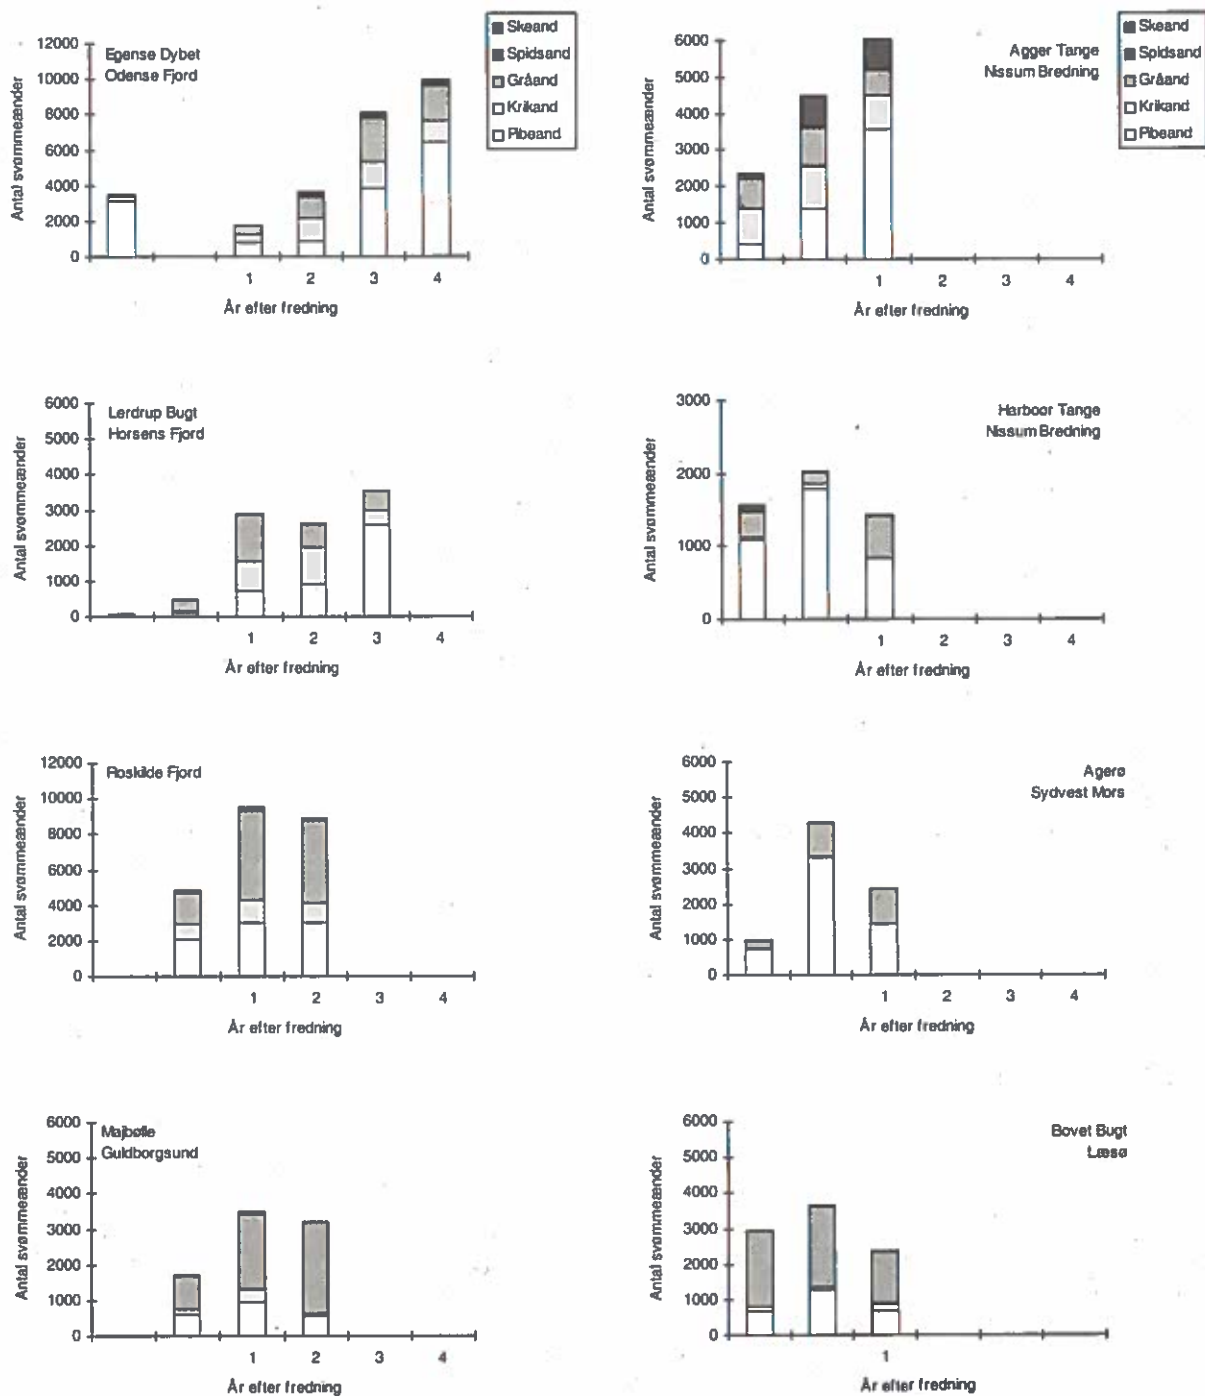 Egense Dybet
Odense Fjord
Antal svømmeænder
12000
10000
8000
6000
4000
2000
0
1 2 3 4
År efter fredning
Skeand
Spidsand
Gråand
Krikand
Pibeand
Agger Tange
Nissum Bredning
Antal svømmeænder
6000
5000
4000
3000
2000
1000
0
1 2 3 4
År efter fredning
Skeand
Spidsand
Gråand
Krikand
Pibeand
Lerdrup Bugt
Horsens Fjord
Antal svømmeænder
6000
5000
4000
3000
2000
1000
0
1 2 3 4
År efter fredning
Harboør Tange
Nissum Bredning
Antal svømmeænder
3000
2000
1000
0
1 2 3 4
År efter fredning
Roskilde Fjord
Antal svømmeænder
12000
10000
8000
6000
4000
2000
0
1 2 3 4
År efter fredning
Agerø
Sydvest Mors
Antal svømmeænder
6000
5000
4000
3000
2000
1000
0
1 2 3 4
År efter fredning
Majbølle
Guldborgsund
Antal svømmeænder
6000
5000
4000
3000
2000
1000
0
1 2 3 4
År efter fredning
Bovet Bugt
Læsø
Antal svømmeænder
6000
5000
4000
3000
2000
1000
0
1
År efter fredning